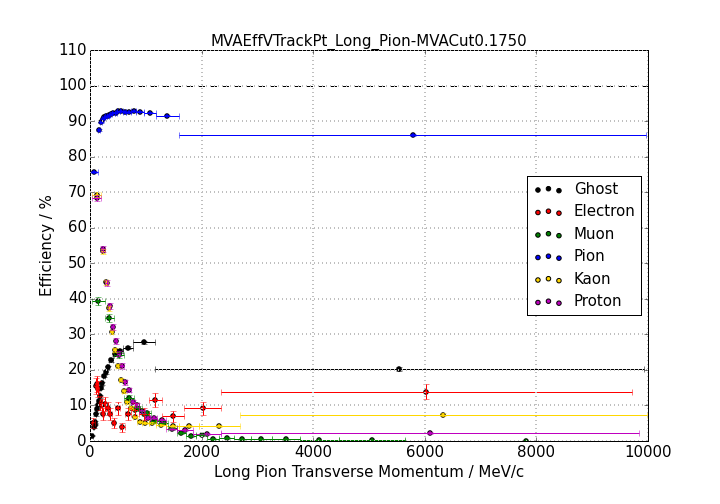 MVAEffVTrackPt_Long_Pion-MVACut0.1750
110
100
90
80
70
60
50
40
30
20
10
0
Efficiency / %
Ghost
Electron
Muon
Pion
Kaon
Proton
0 2000 4000 6000 8000 10000
Long Pion Transverse Momentum / MeV/c